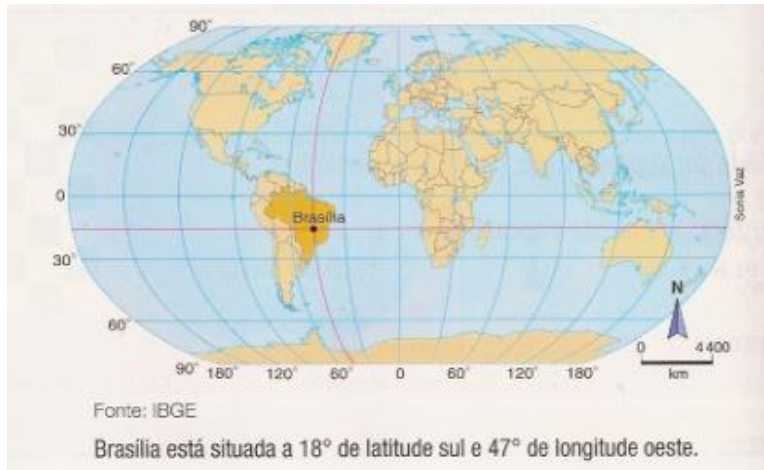 90°
60°
30°
0
30°
60°
90°
Brasília
180° 120° 60° 0 60° 120° 180°
N
0 4 400
km
Sonia Vaz
Fonte: IBGE
Brasília está situada a 18° de latitude sul e 47° de longitude oeste.